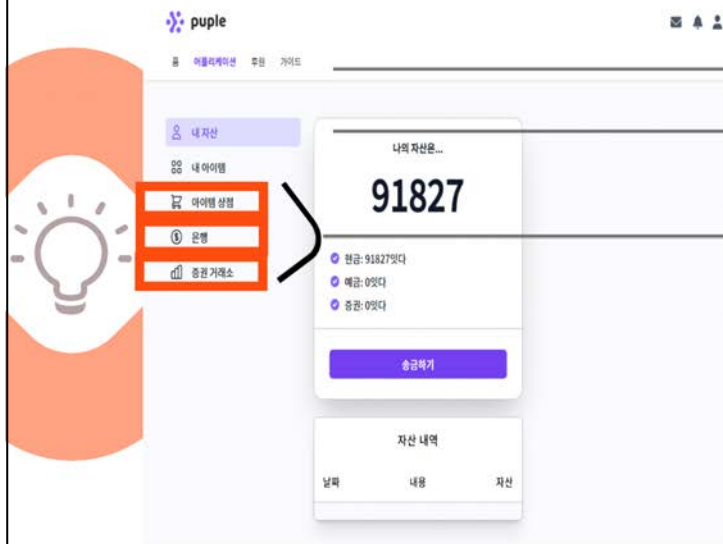 puple
홈 어플리케이션 후원 가이드
내 자산
내 아이템
아이템 상점
은행
증권 거래소
나의 자산은...
91827
현금: 91827잇다
예금: 0잇다
증권: 0잇다
송금하기
자산 내역
날짜 내용 자산